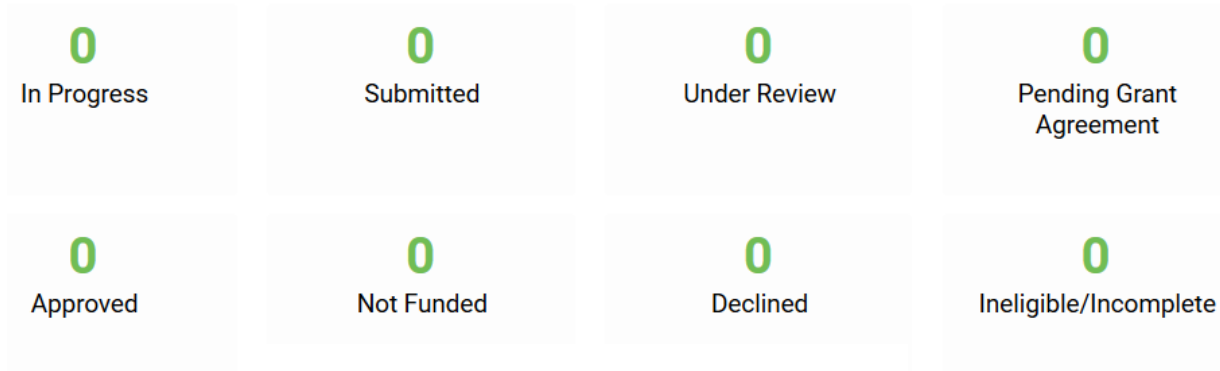 0
In Progress
0
Submitted
0
Under Review
0
Pending Grant
Agreement
0
Approved
0
Not Funded
0
Declined
0
Ineligible/Incomplete